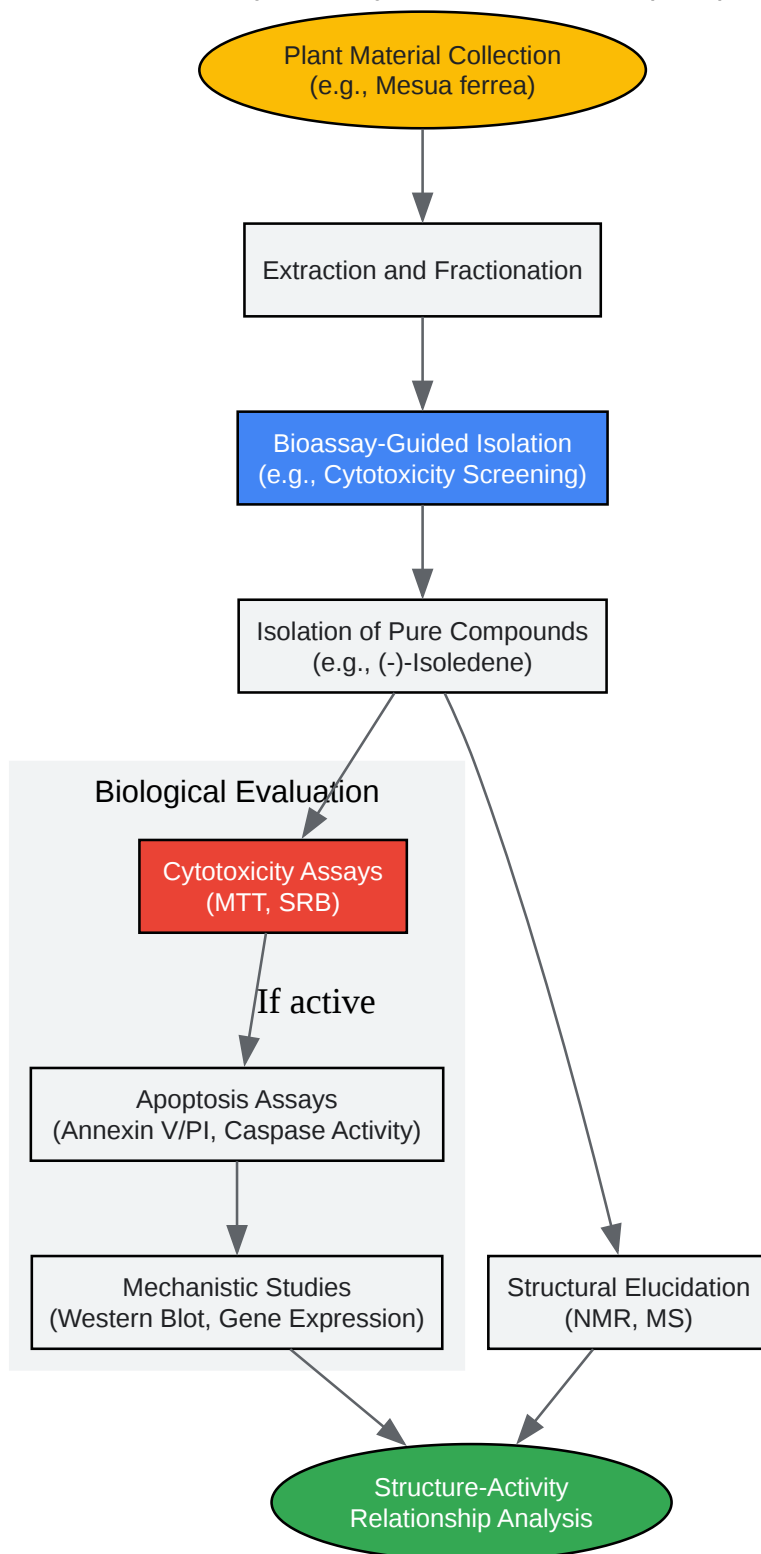 Plant Material Collection
(e.g., Mesua ferrea)
Extraction and Fractionation
Bioassay-Guided Isolation
(e.g., Cytotoxicity Screening)
Isolation of Pure Compounds
(e.g., (-)-Isoledene)
Biological Evaluation
Cytotoxicity Assays
(MTT, SRB)
If active
Apoptosis Assays
(Annexin V/PI, Caspase Activity)
Mechanistic Studies
(Western Blot, Gene Expression)
Structural Elucidation
(NMR, MS)
Structure-Activity
Relationship Analysis